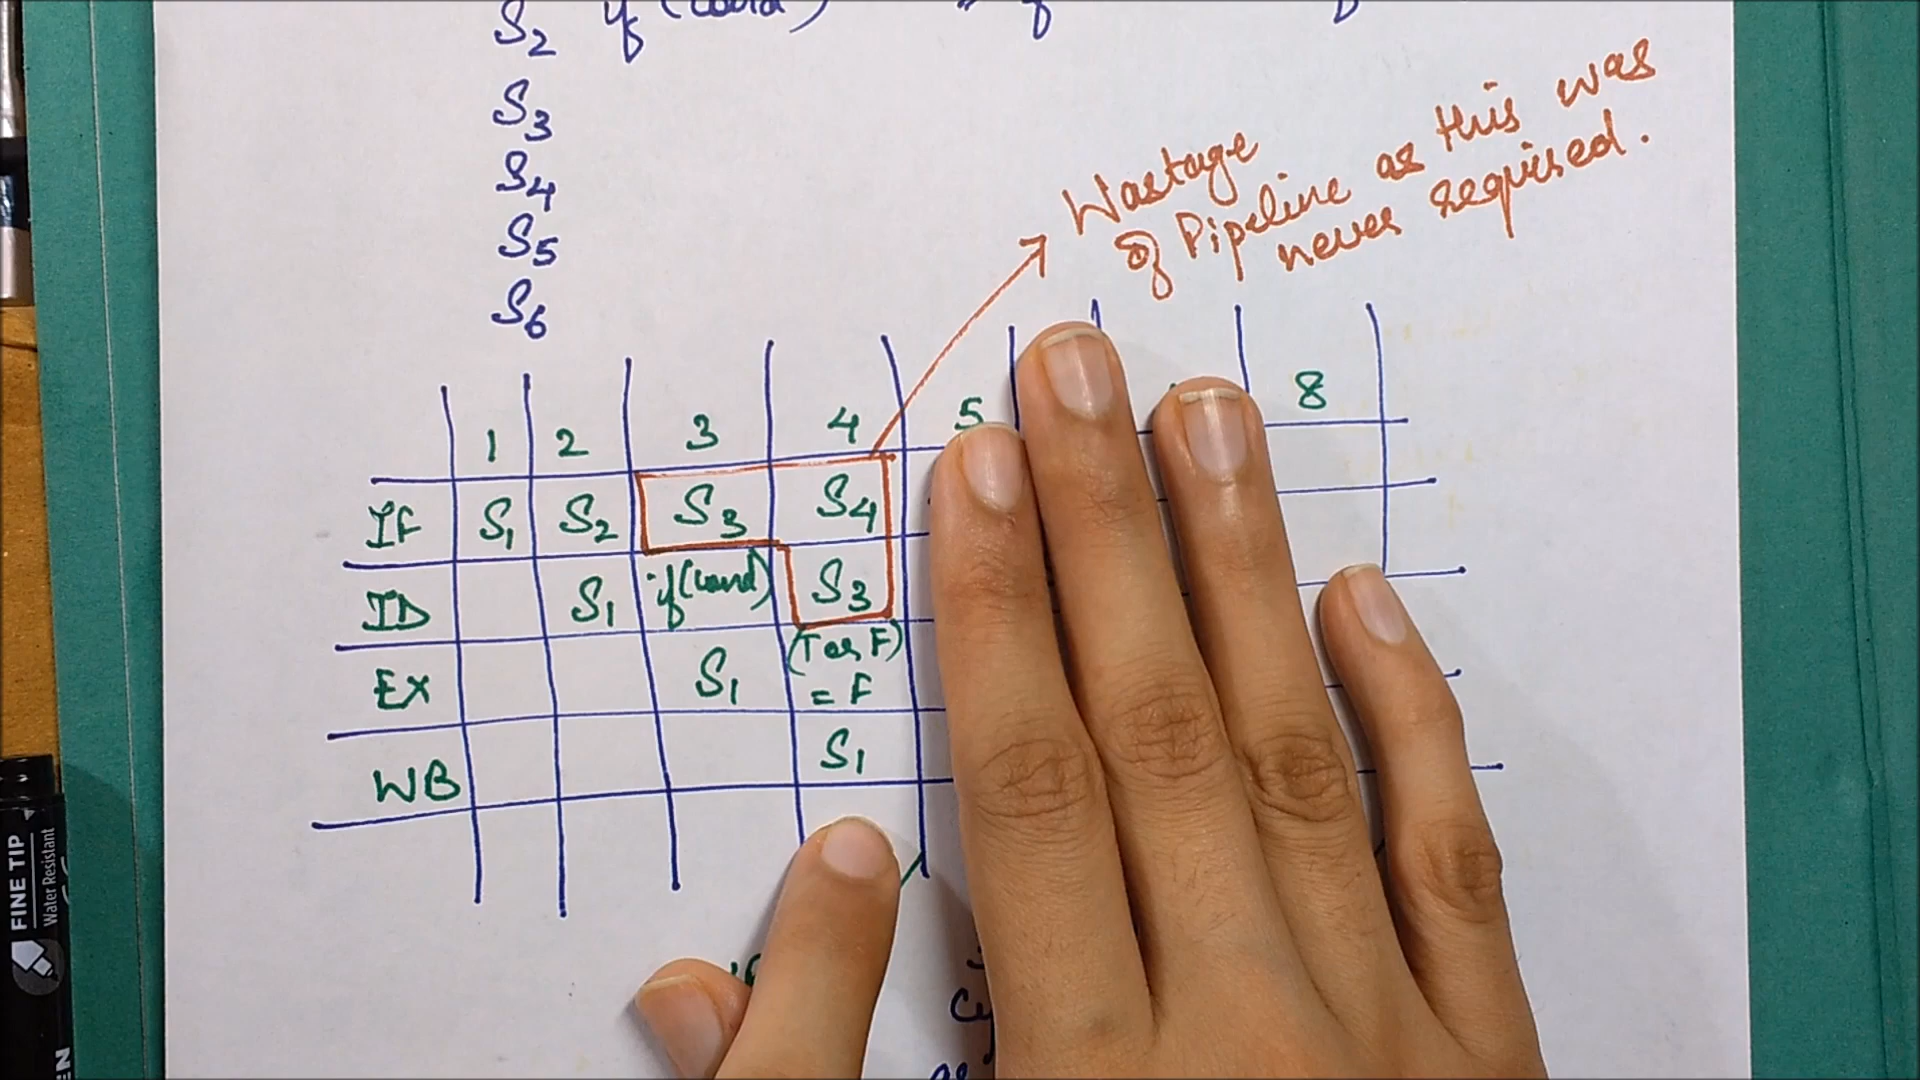 S2 if (cond)
S3
S4
S5
S6
Wastage
of Pipeline as this was
never required.
1 2 3 4 5 8
IF S1 S2 S3 S4
ID S1 if(cond) S3
EX S1 (T or F)
= F
WB S1
FINE TIP
Water Resistant